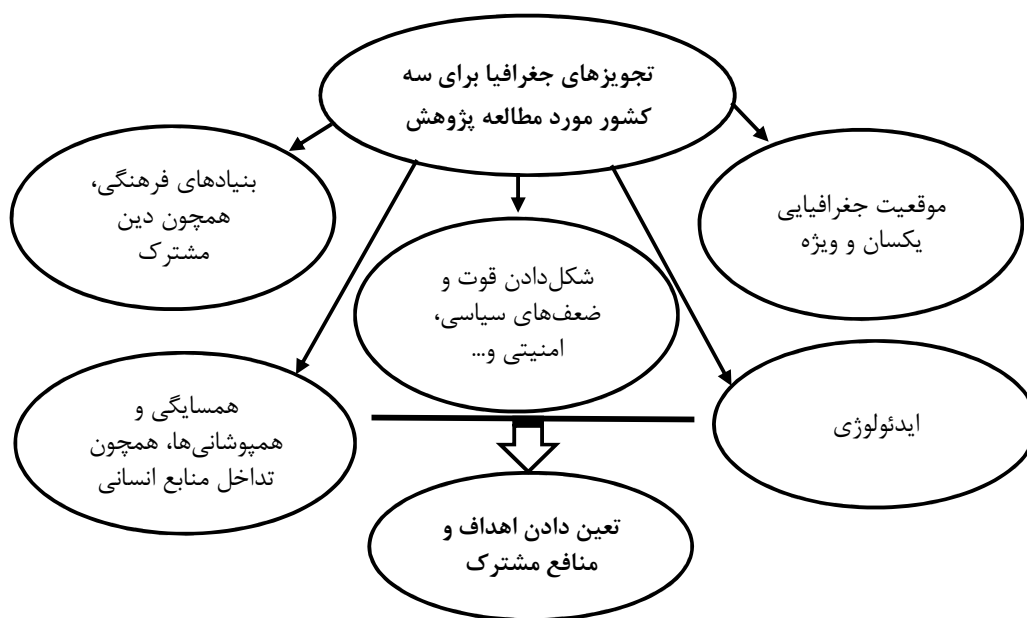 تجویزهای جغرافیا برای سه
کشور مورد مطالعه پژوهش
موقعیت جغرافیایی
یکسان و ویژه
بنیادهای فرهنگی،
همچون دین
مشترک
شکل‌دادن قوت و
ضعف‌های سیاسی،
امنیتی و...
ایدئولوژی
همسایگی و
همپوشانی‌ها، همچون
تداخل منابع انسانی
تعین دادن اهداف و
منافع مشترک